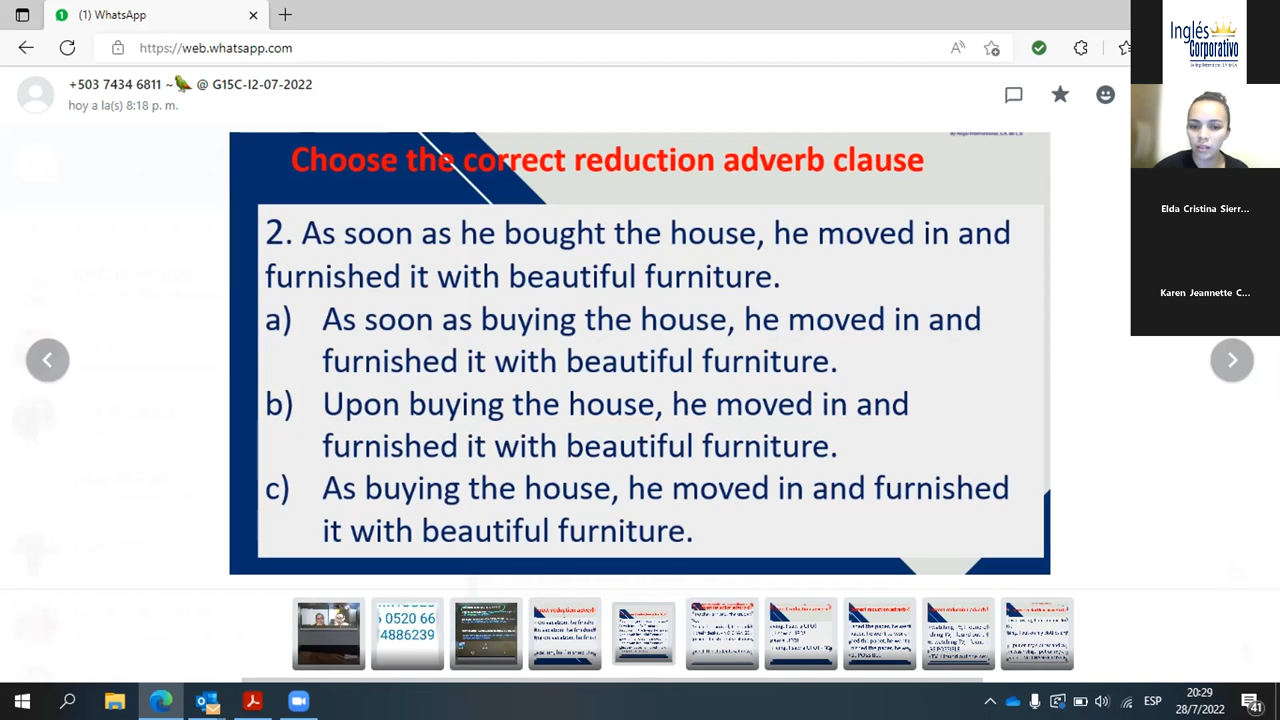 (1) WhatsApp
https://web.whatsapp.com
Inglés
Corporativo
+503 7434 6811 ~ @ G15C-I2-07-2022
hoy a la(s) 8:18 p. m.
Choose the correct reduction adverb clause
2. As soon as he bought the house, he moved in and
furnished it with beautiful furniture.
a) As soon as buying the house, he moved in and
furnished it with beautiful furniture.
b) Upon buying the house, he moved in and
furnished it with beautiful furniture.
c) As buying the house, he moved in and furnished
it with beautiful furniture.
Elda Cristina Sierr...
Karen Jeannette C...
0520 66
4886239
ESP
20:29
28/7/2022
41